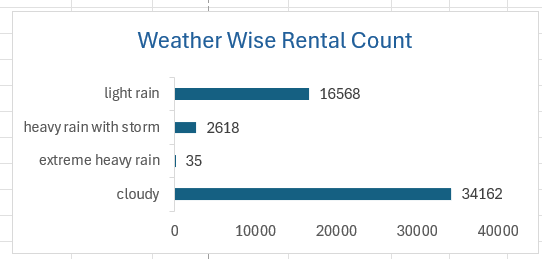 Weather Wise Rental Count
light rain 16568
heavy rain with storm 2618
extreme heavy rain 35
cloudy 34162
0 10000 20000 30000 40000